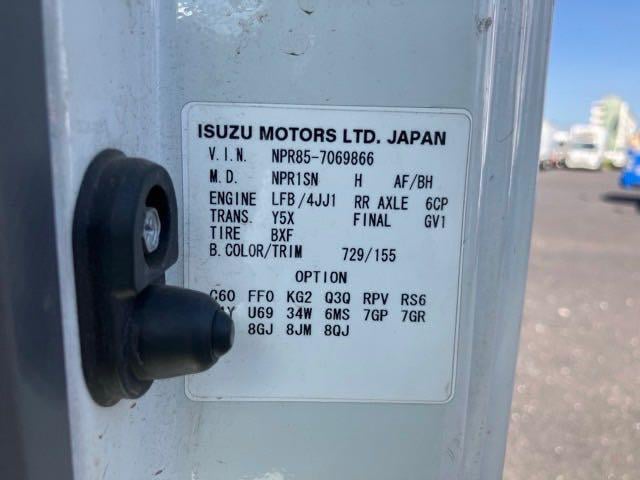 ISUZU MOTORS LTD. JAPAN
V.I.N. NPR85-7069866
M.D. NPR1SN H AF/BH
ENGINE LFB/4JJ1 RR AXLE 6CP
TRANS. Y5X FINAL GV1
TIRE BXF
B.COLOR/TRIM 729/155
OPTION
C60 FF0 KG2 Q3Q RPV RS6
U69 34W 6MS 7GP 7GR
8GJ 8JM 8QJ